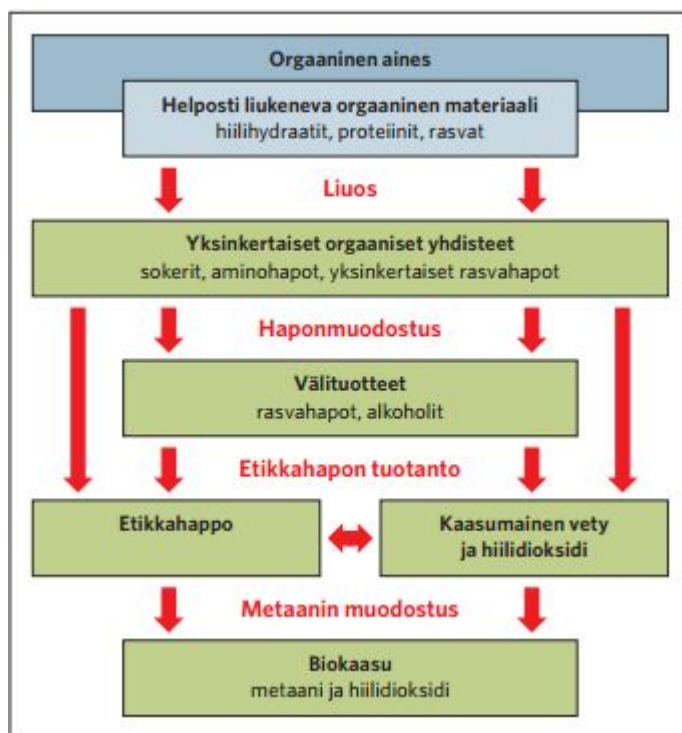 Orgaaninen aines
Helposti liukeneva orgaaninen materiaali
hiilihydraatit, proteiinit, rasvat
Liuos
Yksinkertaiset orgaaniset yhdisteet
sokerit, aminohapot, yksinkertaiset rasvahapot
Haponmuodostus
Välituotteet
rasvahapot, alkoholit
Etikkahapon tuotanto
Etikkahappo
Kaasumainen vety
ja hiilidioksidi
Metaanin muodostus
Biokaasu
metaani ja hiilidioksidi